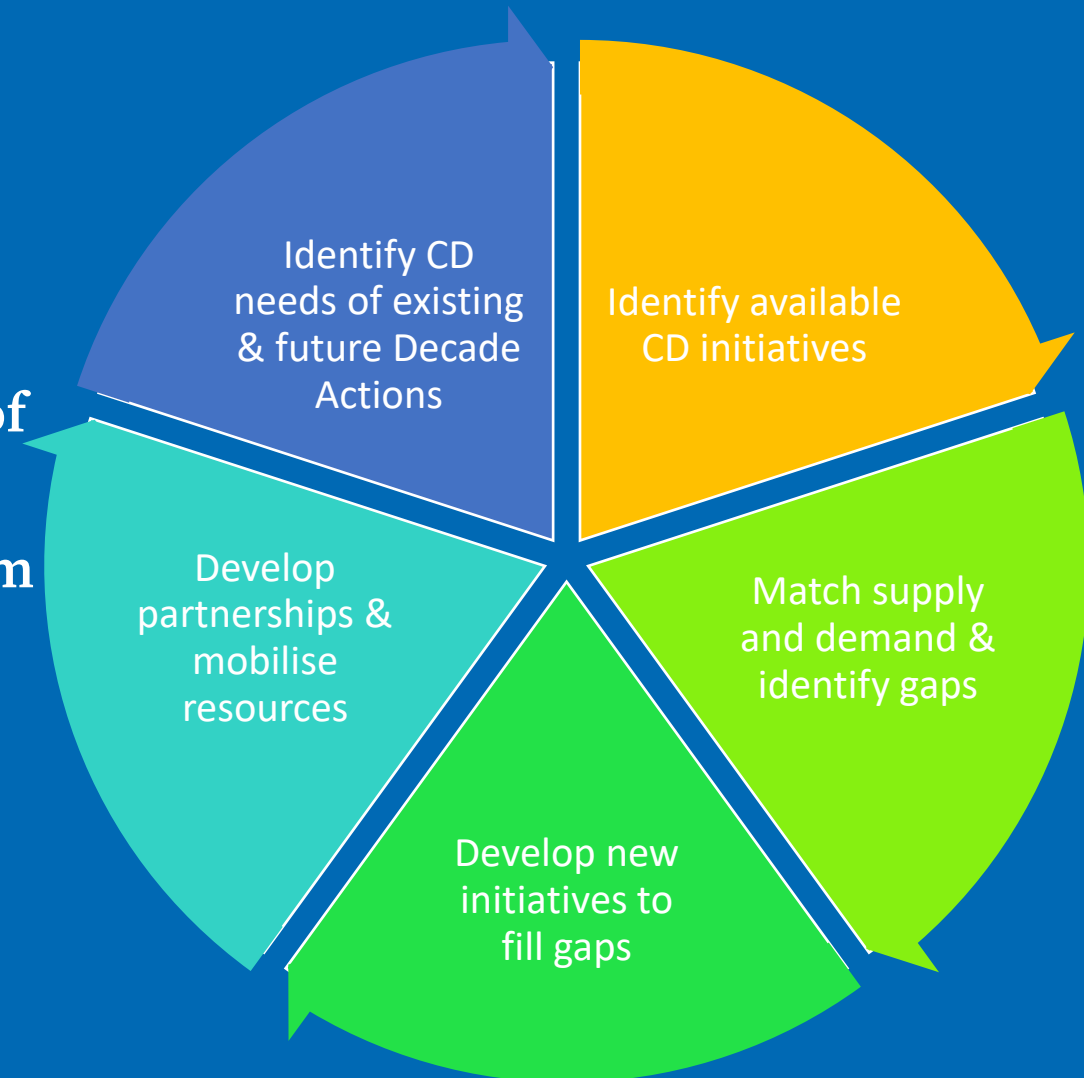 of
m
Identify CD
needs of existing
& future Decade
Actions
Identify available
CD initiatives
Match supply
and demand &
identify gaps
Develop new
initiatives to
fill gaps
Develop
partnerships &
mobilise
resources